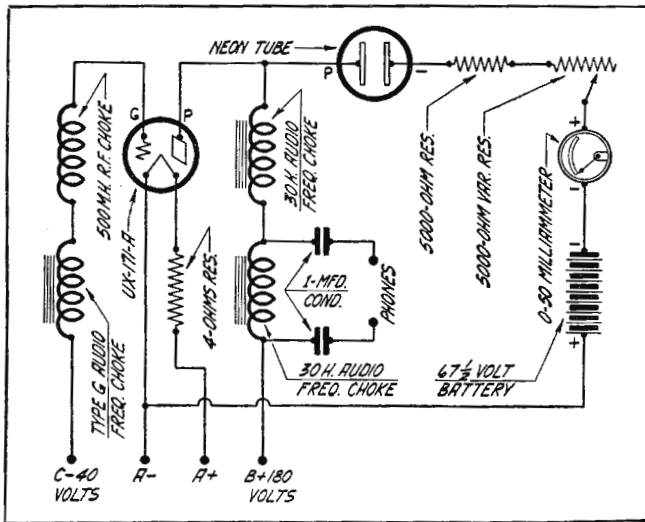 NEON TUBE
P
-
G
P
500 M.H. R.F. CHOKE
UX-171-A
4-OHMS RES.
30 H. AUDIO
FREQ. CHOKE
5000-OHM RES.
5000-OHM VAR. RES.
+
-
0-50 MILLIAMMETER
1-MFD.
COND.
PHONES
-
+
TYPE G AUDIO
FREQ. CHOKE
30 H. AUDIO
FREQ. CHOKE
67 1/2 VOLT
BATTERY
C-40
VOLTS
A-
A+
B+180
VOLTS